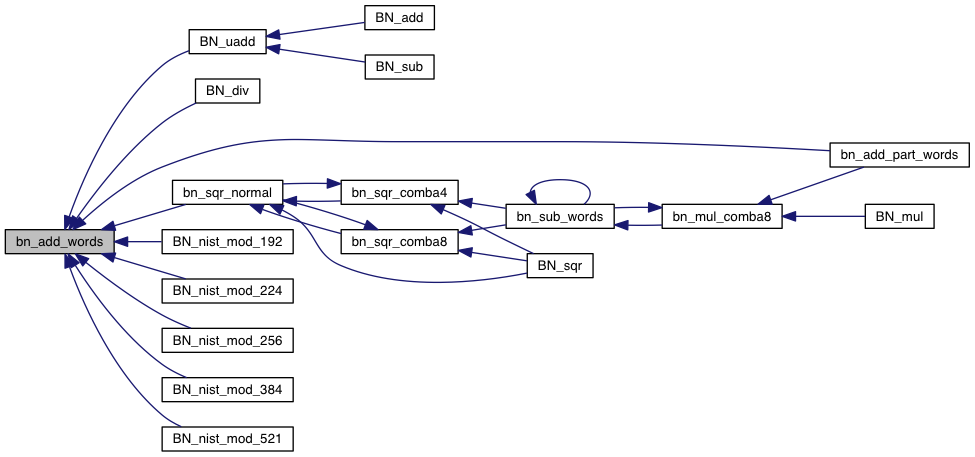 BN_add
BN_uadd
BN_sub
BN_div
bn_add_part_words
bn_sqr_normal
bn_sqr_comba4
bn_sub_words
bn_mul_comba8
BN_mul
bn_add_words
BN_nist_mod_192
bn_sqr_comba8
BN_sqr
BN_nist_mod_224
BN_nist_mod_256
BN_nist_mod_384
BN_nist_mod_521